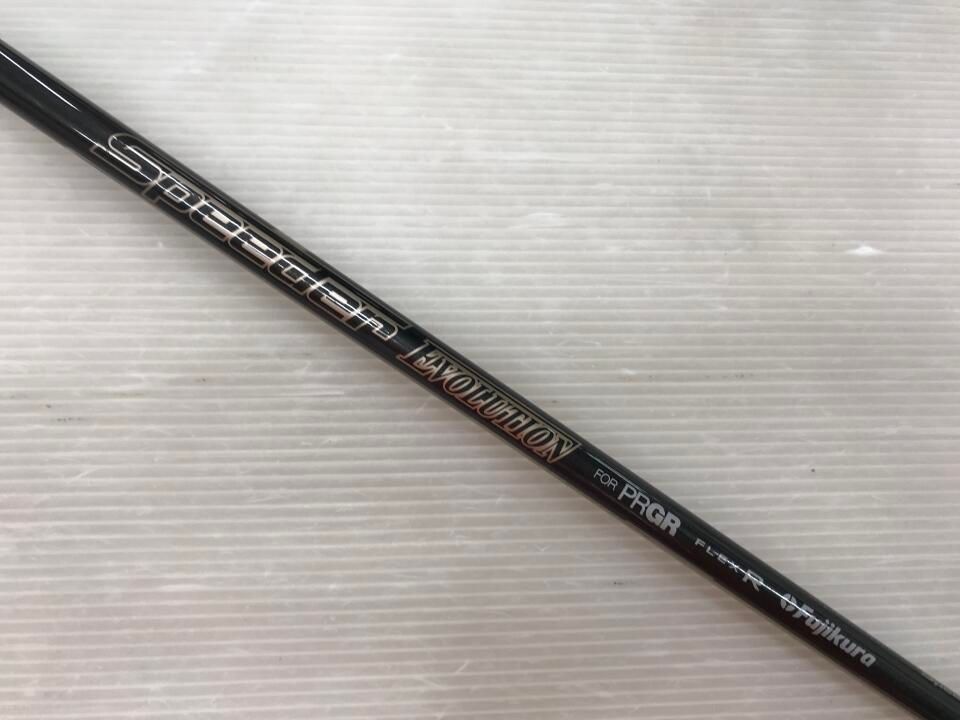 Speeder EVOLUTION FOR PRGR FLEX R Fujikura